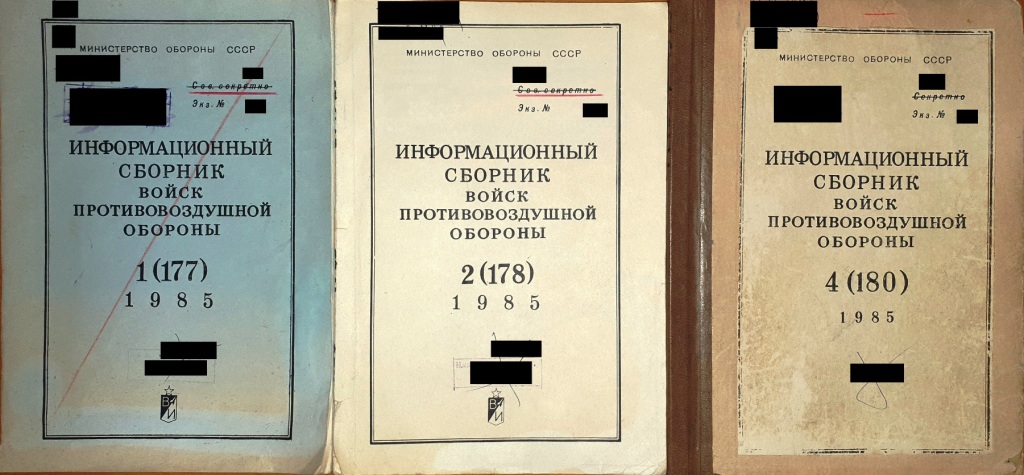 МИНИСТЕРСТВО ОБОРОНЫ СССР
Сов. секретно
Экз. №
ИНФОРМАЦИОННЫЙ
СБОРНИК
ВОЙСК
ПРОТИВОВОЗДУШНОЙ
ОБОРОНЫ
1 (177)
1985
В И
МИНИСТЕРСТВО ОБОРОНЫ СССР
Сов. секретно
Экз. №
ИНФОРМАЦИОННЫЙ
СБОРНИК
ВОЙСК
ПРОТИВОВОЗДУШНОЙ
ОБОРОНЫ
2 (178)
1985
В И
МИНИСТЕРСТВО ОБОРОНЫ СССР
Секретно
Экз. №
ИНФОРМАЦИОННЫЙ
СБОРНИК
ВОЙСК
ПРОТИВОВОЗДУШНОЙ
ОБОРОНЫ
4 (180)
1985